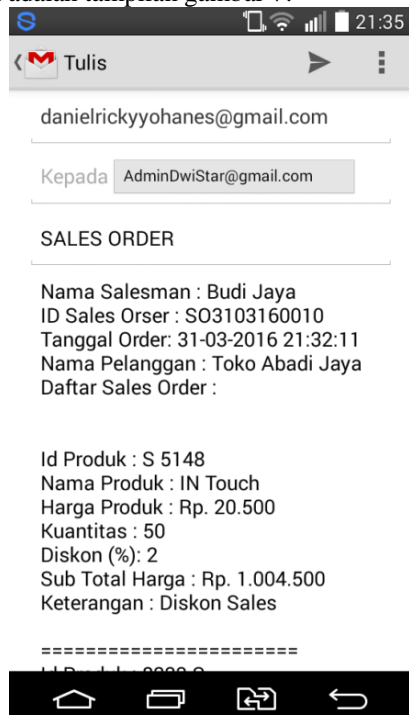 21:35
Tulis
danielrickyyohanes@gmail.com
Kepada AdminDwiStar@gmail.com
SALES ORDER
Nama Salesman : Budi Jaya
ID Sales Orser : SO3103160010
Tanggal Order: 31-03-2016 21:32:11
Nama Pelanggan : Toko Abadi Jaya
Daftar Sales Order :
Id Produk : S 5148
Nama Produk : IN Touch
Harga Produk : Rp. 20.500
Kuantitas : 50
Diskon (%): 2
Sub Total Harga : Rp. 1.004.500
Keterangan : Diskon Sales
=======================